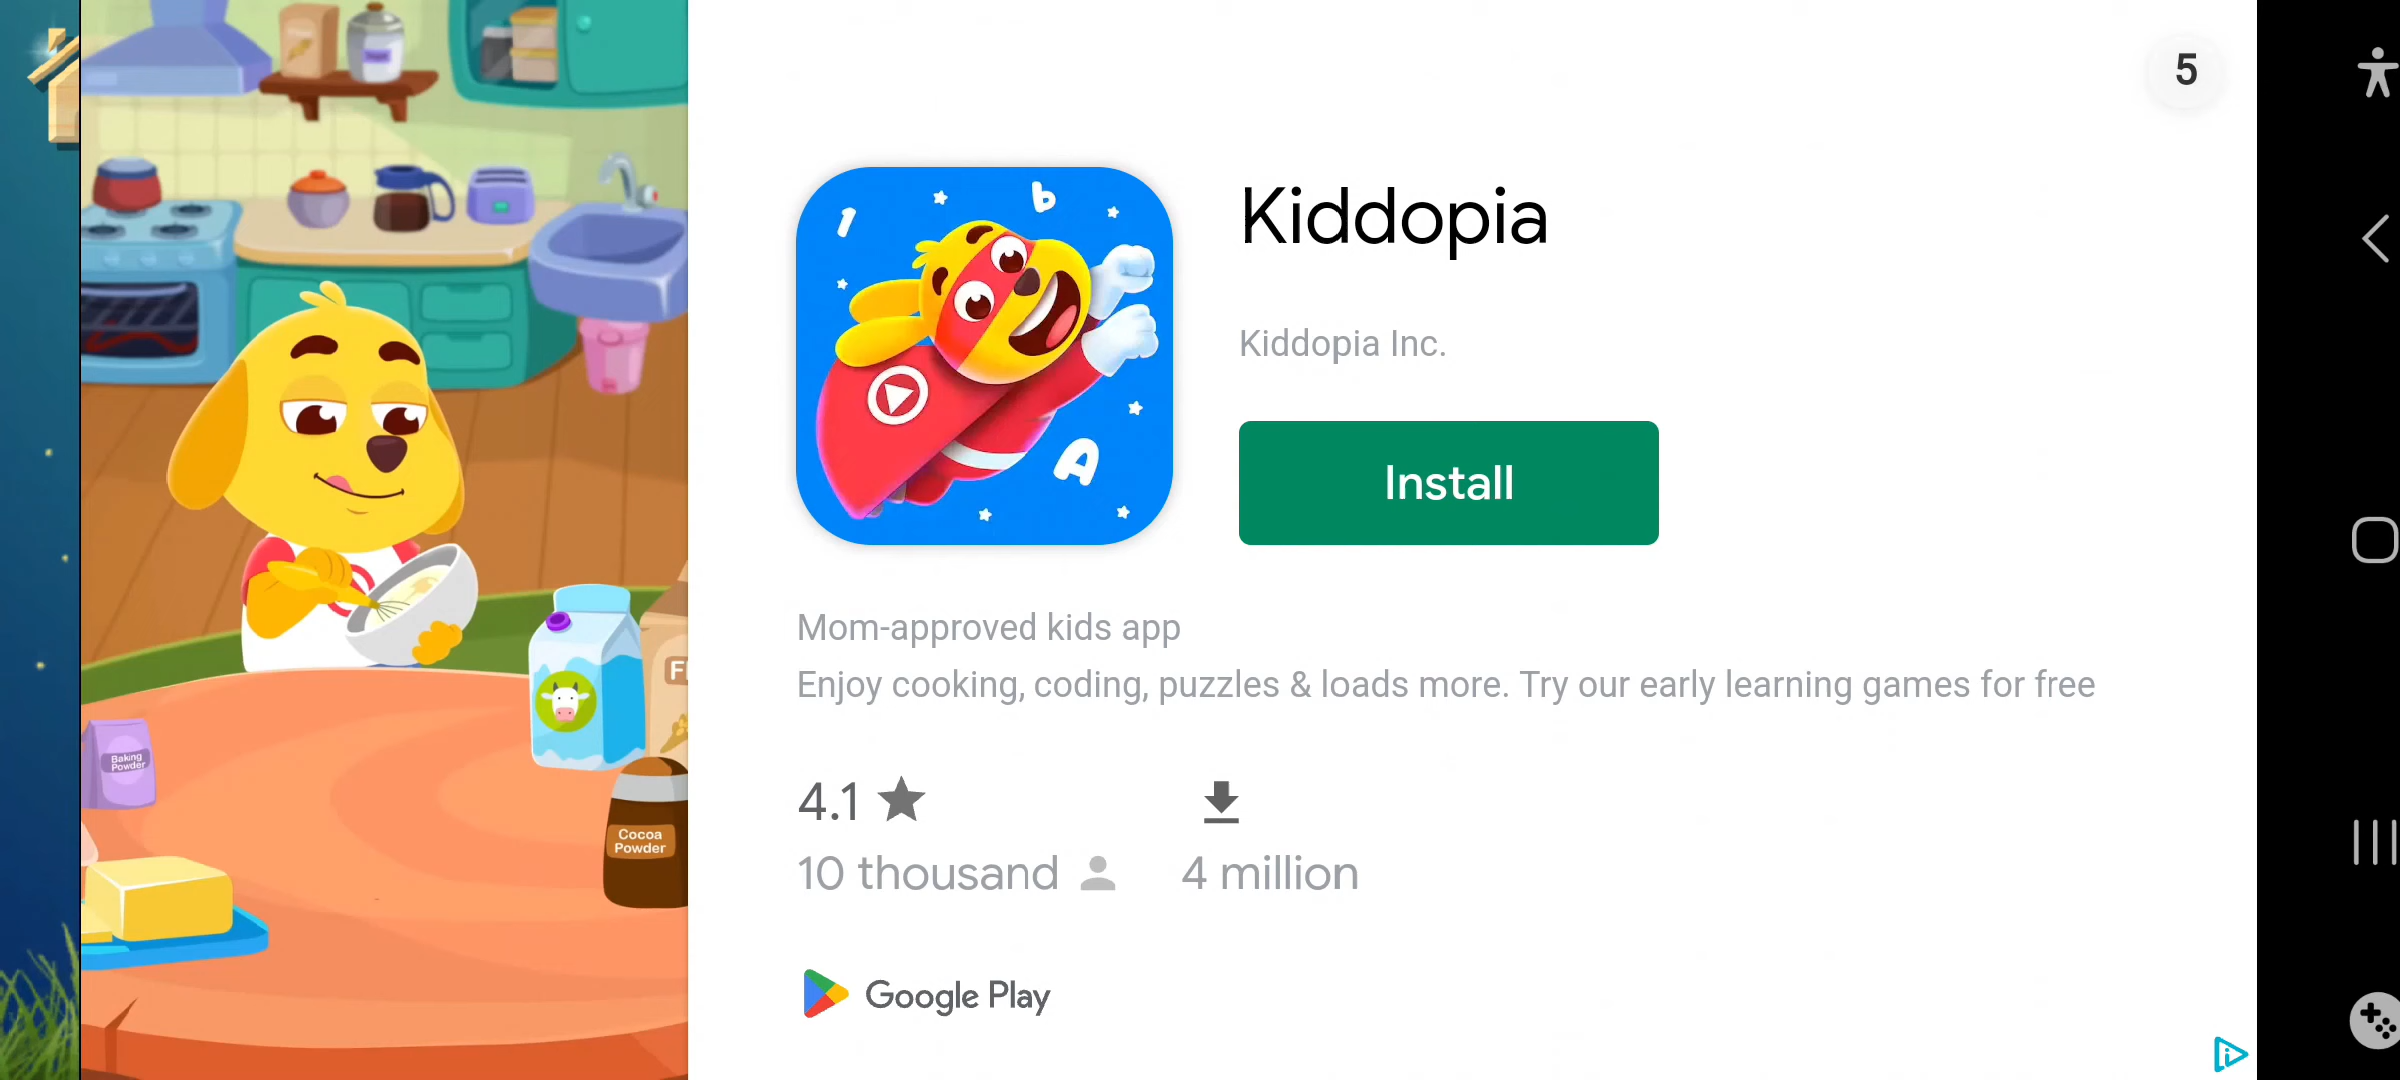 5
1
b
A
Kiddopia
Kiddopia Inc.
Install
Mom-approved kids app
Enjoy cooking, coding, puzzles & loads more. Try our early learning games for free
4.1
10 thousand
4 million
Google Play
Baking
Powder
Cocoa
Powder